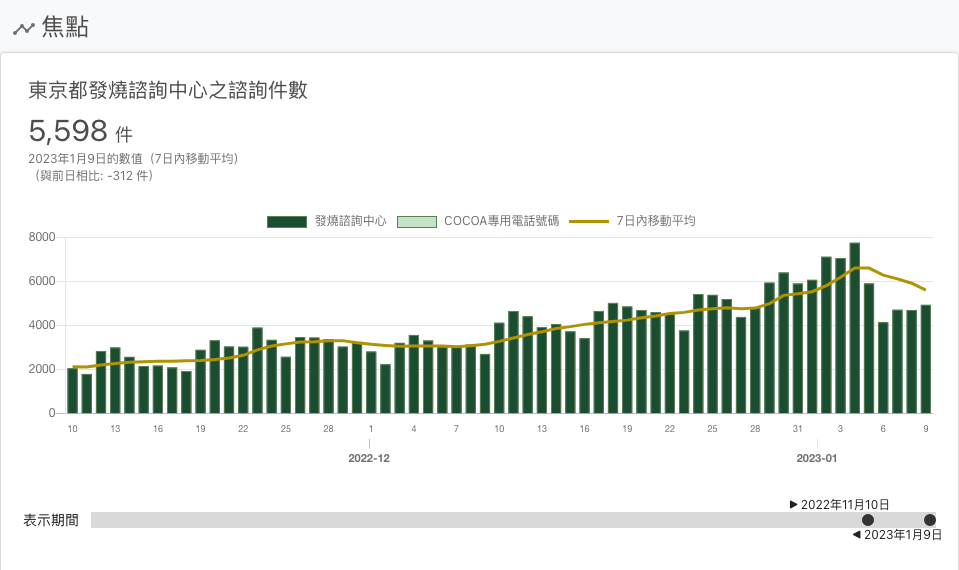 焦點
東京都發燒諮詢中心之諮詢件數
5,598 件
2023年1月9日的數值（7日內移動平均）
（與前日相比: -312 件）
發燒諮詢中心 COCOA專用電話號碼 7日內移動平均
8000
6000
4000
2000
0
10 13 16 19 22 25 28 1 4 7 10 13 16 19 22 25 28 31 3 6 9
2022-12 2023-01
▶ 2022年11月10日
表示期間
◀ 2023年1月9日